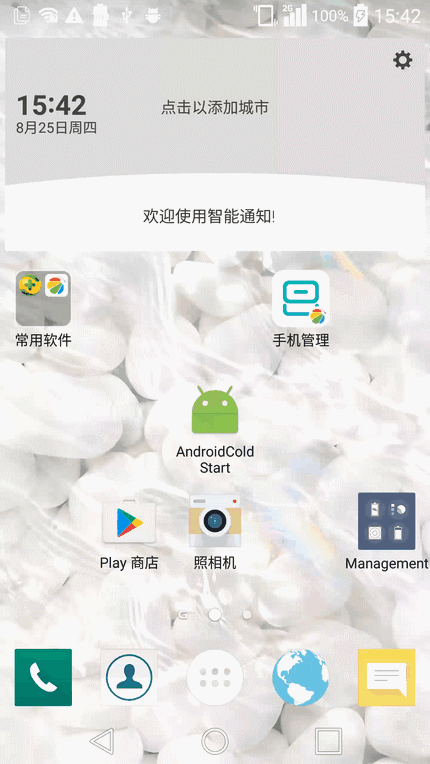 2G
100%
15:42
15:42
8月25日周四
点击以添加城市
欢迎使用智能通知!
常用软件
手机管理
AndroidCold
Start
Play 商店
照相机
Management